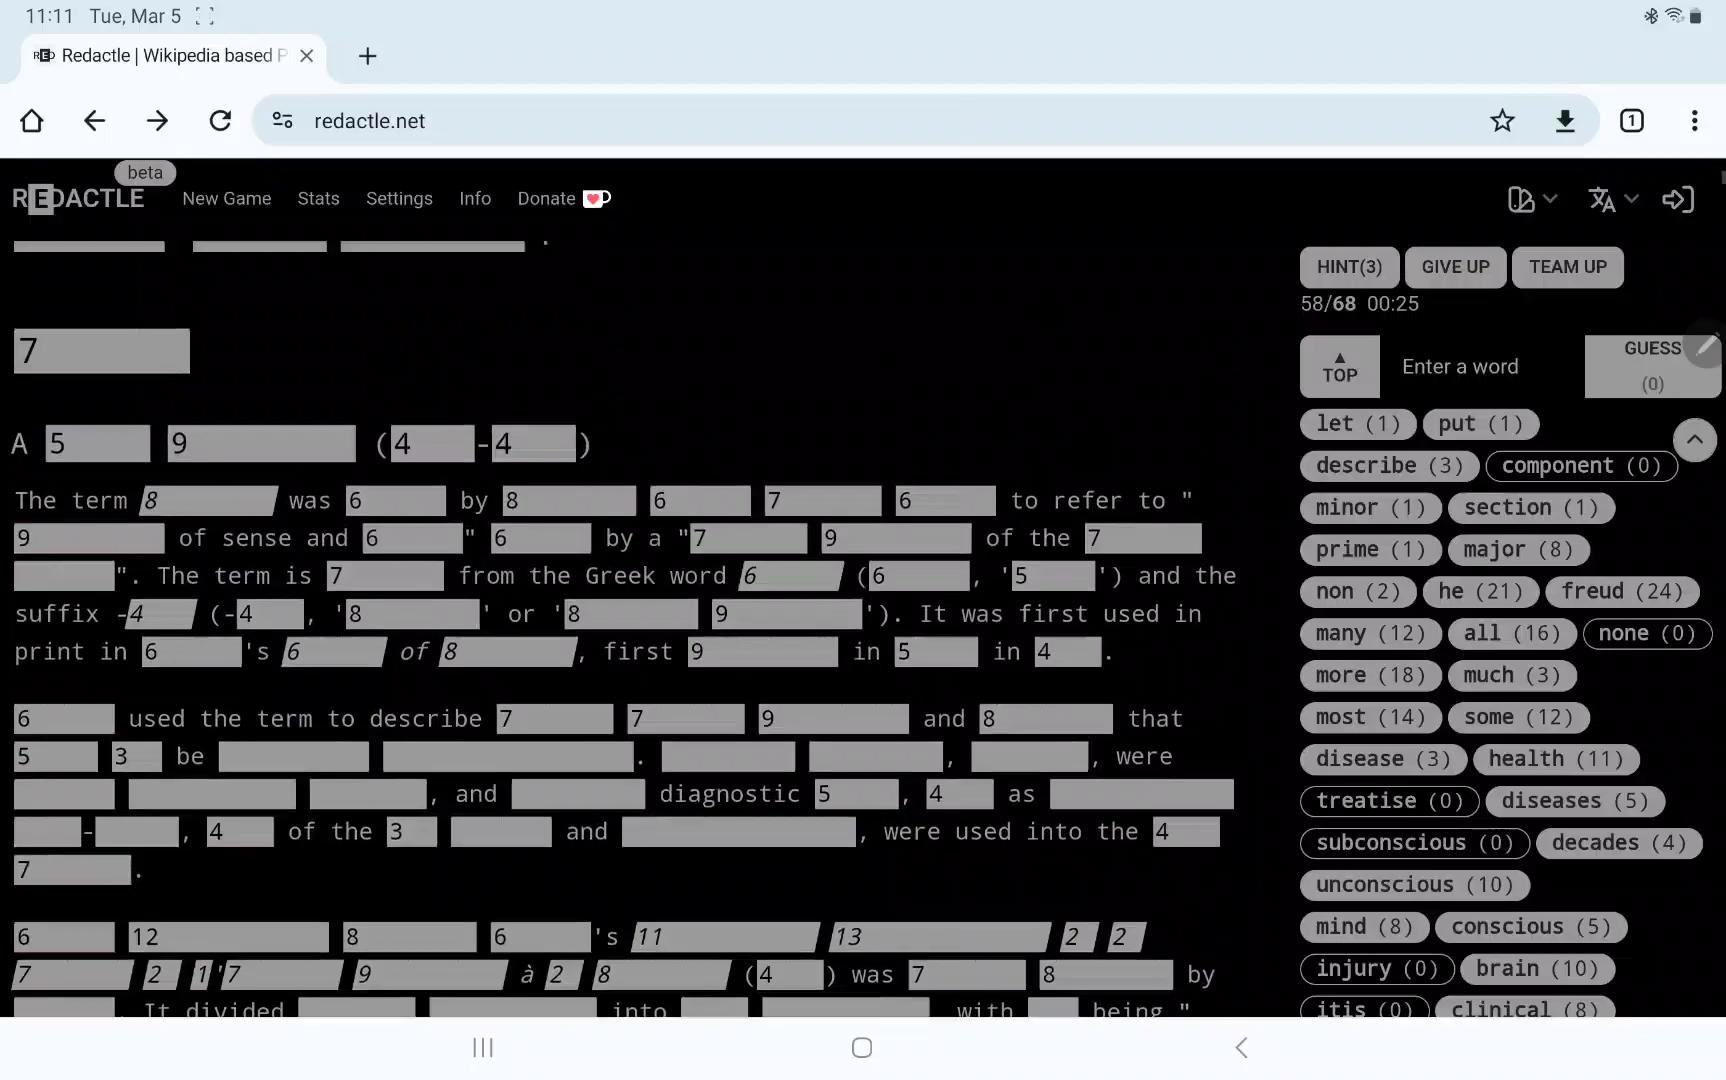 11:11 Tue, Mar 5
RED Redactle | Wikipedia based P
redactle.net
1
beta
REDACTLE New Game Stats Settings Info Donate
HINT(3) GIVE UP TEAM UP
58/68 00:25
▲ TOP Enter a word GUESS (0)
7
A 5 9 (4-4)
The term 8 was 6 by 8 6 7 6 to refer to "
9 of sense and 6" 6 by a "7 9 of the 7
". The term is 7 from the Greek word 6 (6, '5') and the
suffix -4 (-4, '8' or '8 9'). It was first used in
print in 6's 6 of 8, first 9 in 5 in 4.
6 used the term to describe 7 7 9 and 8 that
5 3 be . , , were
, and diagnostic 5, 4 as
-, 4 of the 3 and , were used into the 4
7.
6 12 8 6's 11 13 2 2
7 2 1'7 9 à 2 8 (4) was 7 8 by
. It divided into with being "
let (1) put (1)
describe (3) component (0)
minor (1) section (1)
prime (1) major (8)
non (2) he (21) freud (24)
many (12) all (16) none (0)
more (18) much (3)
most (14) some (12)
disease (3) health (11)
treatise (0) diseases (5)
subconscious (0) decades (4)
unconscious (10)
mind (8) conscious (5)
injury (0) brain (10)
itis (0) clinical (8)